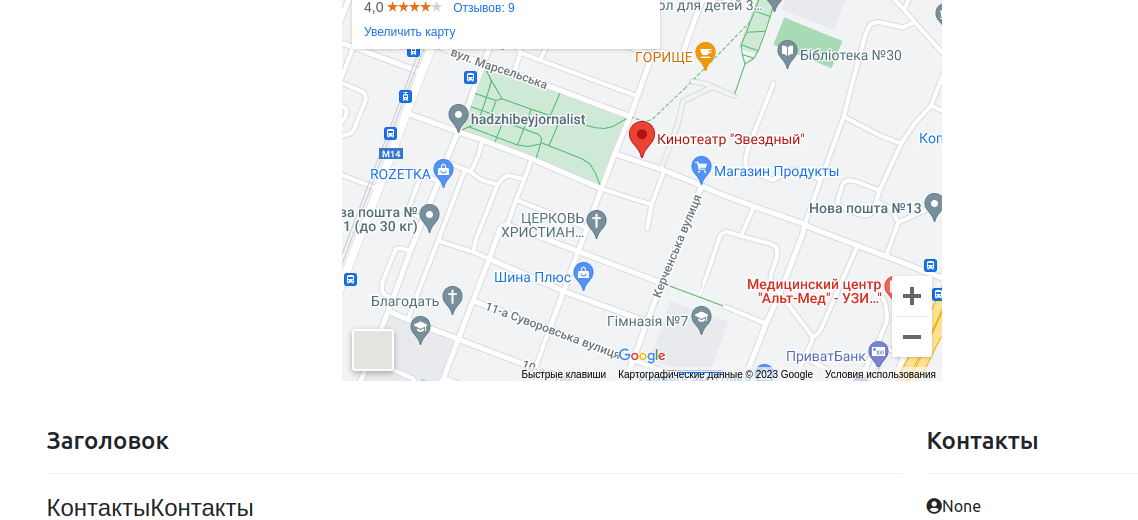 4,0
Отзывов: 9
Увеличить карту
ол для детей З…
ГОРИЩЕ
Бібліотека №30
вул. Марсельська
hadzhibeyjornalist
Кинотеатр "Звездный"
Коп
M14
ROZETKA
Магазин Продукты
ва пошта №
1 (до 30 кг)
Нова пошта №13
ЦЕРКОВЬ
ХРИСТИАН…
Керченська вулиця
Шина Плюс
Медицинский центр
"Альт-Мед" - УЗИ…"
Благодать
11-а Суворовська вулиця
Гімназія №7
Google
ПриватБанк
Быстрые клавиши
Картографические данные © 2023 Google
Условия использования
Заголовок
Контакты
КонтактыКонтакты
None